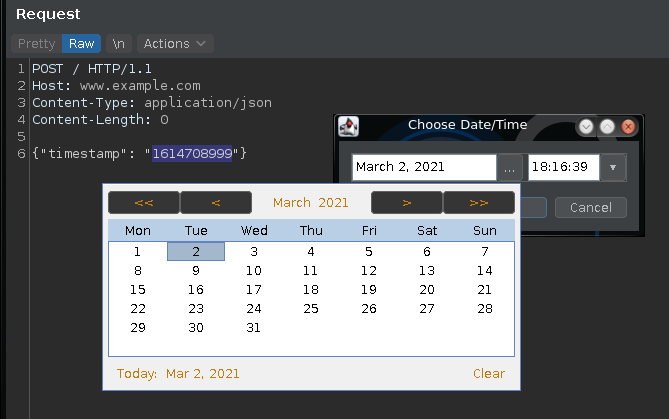 Request
Pretty Raw \n Actions
1 POST / HTTP/1.1
2 Host: www.example.com
3 Content-Type: application/json
4 Content-Length: 0
5
6 {"timestamp": "1614708999"}
Choose Date/Time
March 2, 2021 ... 18:16:39
Cancel
<< < March 2021 > >>
Mon Tue Wed Thu Fri Sat Sun
1 2 3 4 5 6 7
8 9 10 11 12 13 14
15 16 17 18 19 20 21
22 23 24 25 26 27 28
29 30 31
Today: Mar 2, 2021 Clear